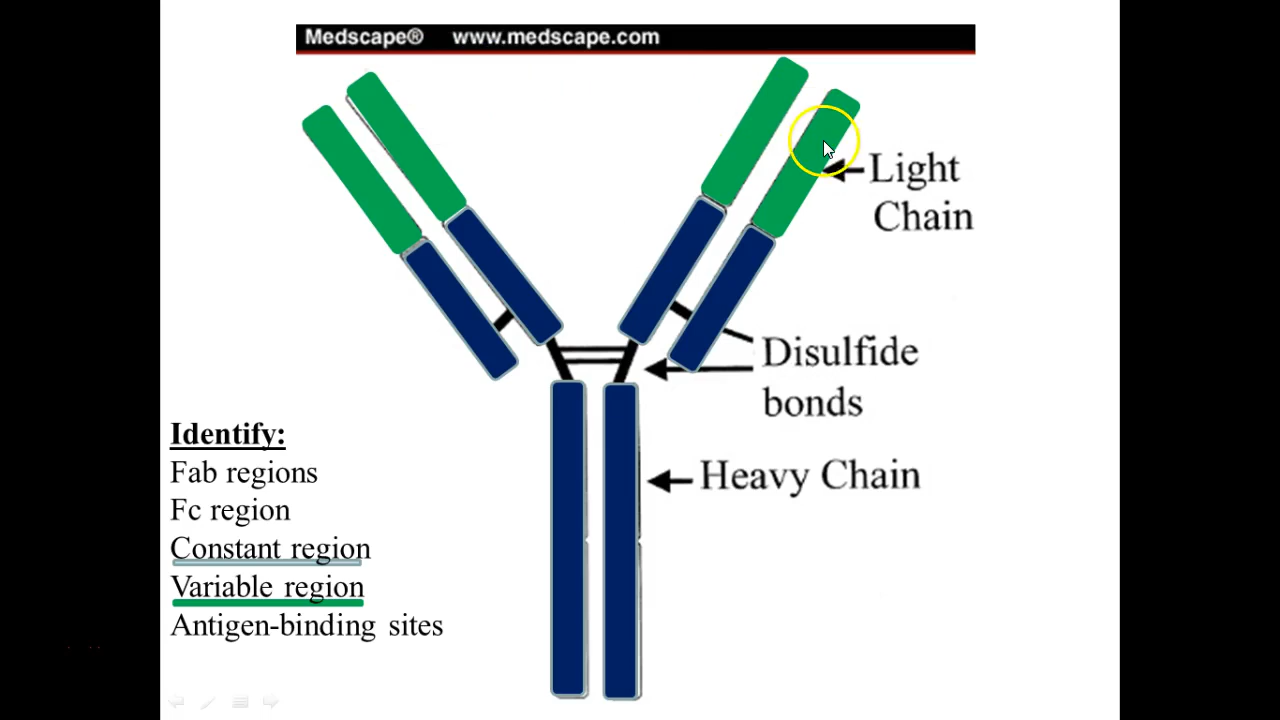 Medscape® www.medscape.com
Light
Chain
Disulfide
bonds
Heavy Chain
Identify:
Fab regions
Fc region
Constant region
Variable region
Antigen-binding sites